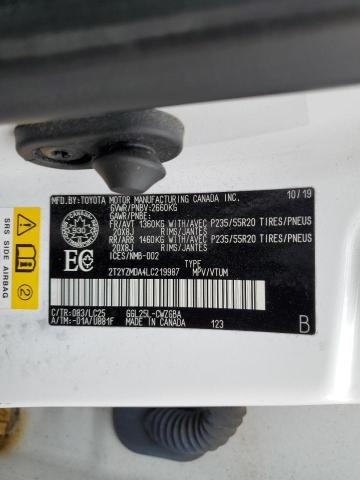 MFD.BY:TOYOTA MOTOR MANUFACTURING CANADA INC. 10/19
GVWR/PNBV:2660KG
GAWR/PNBE:
FR/AVT 1360KG WITH/AVEC P235/55R20 TIRES/PNEUS
20X8J RIMS/JANTES
RR/ARR 1460KG WITH/AVEC P235/55R20 TIRES/PNEUS
20X8J RIMS/JANTES
ICES/NMB-002
TYPE
2T2YZMDA4LC219987 MPV/VTUM
C/TR:083/LC25 GGL25L-CWZGBA
A/TM:-01A/U881F MADE IN CANADA 123
B
930
EC
SRS SIDE AIRBAG
2